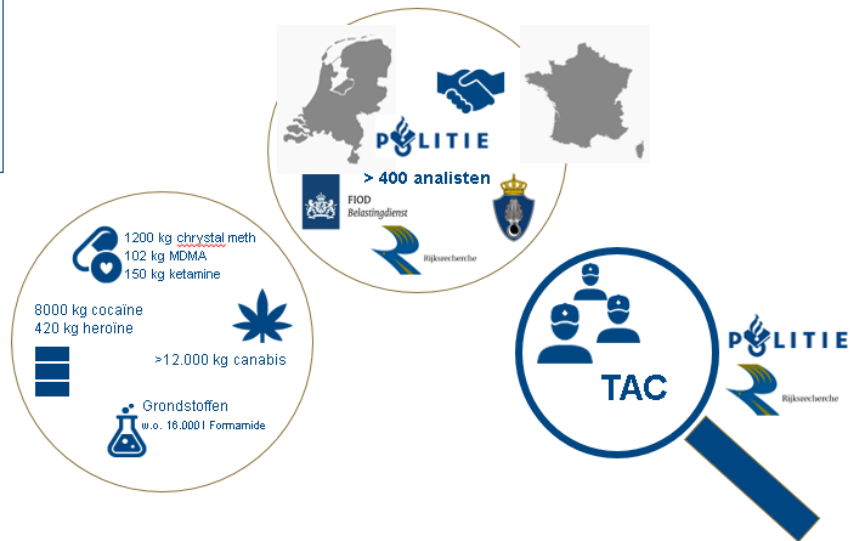 POLITIE
> 400 analisten
FIOD
Belastingdienst
Rijksrecherche
1200 kg chrystal meth
102 kg MDMA
150 kg ketamine
8000 kg cocaïne
420 kg heroïne
>12.000 kg canabis
Grondstoffen
w.o. 16.000 l Formamide
TAC
POLITIE
Rijksrecherche